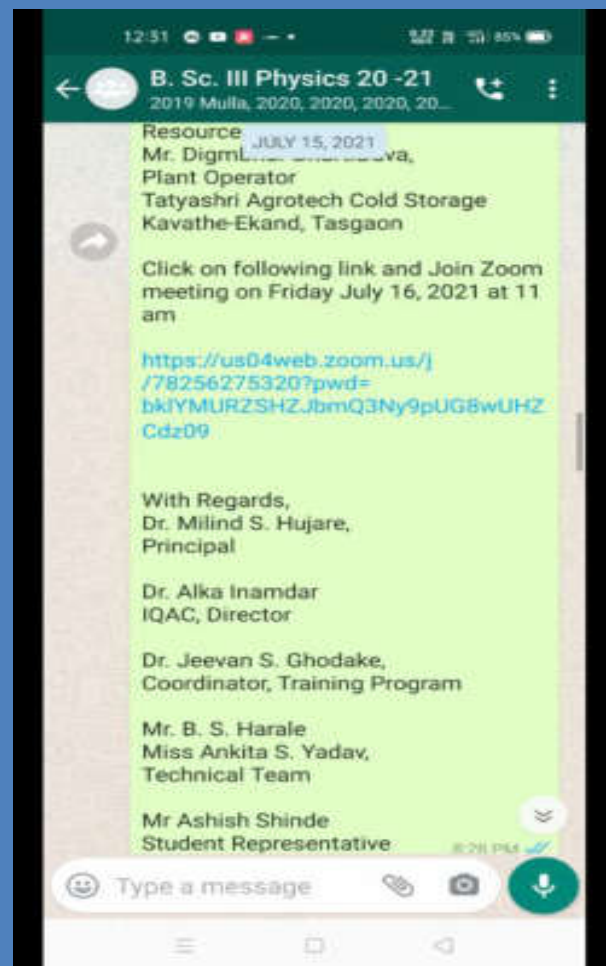 12:51
85%
B. Sc. III Physics 20 -21
2019 Mulla, 2020, 2020, 2020, 20...
Resource
JULY 15, 2021
Mr.
Plant Operator
Tatyashri Agrotech Cold Storage
Kavathe-Ekand, Tasgaon
Click on following link and Join Zoom
meeting on Friday July 16, 2021 at 11
am
https://us04web.zoom.us/j
/78256275320?pwd=
bklYMURZSHZJbmQ3Ny9pUG8wUHZ
Cdz09
With Regards,
Dr. Milind S. Hujare,
Principal
Dr. Alka Inamdar
IQAC, Director
Dr. Jeevan S. Ghodake,
Coordinator, Training Program
Mr. B. S. Harale
Miss Ankita S. Yadav,
Technical Team
Mr Ashish Shinde
Student Representative
8:28 PM
Type a message